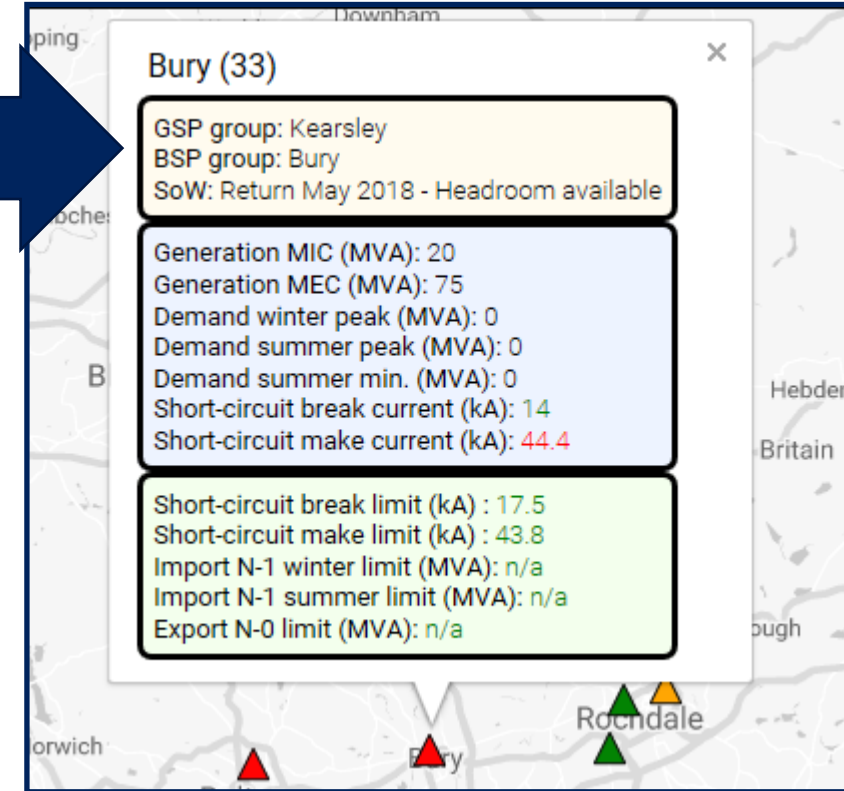 Downham
pping
Bury (33)
×
GSP group: Kearsley
BSP group: Bury
SoW: Return May 2018 - Headroom available
oches
Generation MIC (MVA): 20
Generation MEC (MVA): 75
Demand winter peak (MVA): 0
Demand summer peak (MVA): 0
Demand summer min. (MVA): 0
Short-circuit break current (kA): 14
Short-circuit make current (kA): 44.4
B
Hebden
Britain
Short-circuit break limit (kA) : 17.5
Short-circuit make limit (kA) : 43.8
Import N-1 winter limit (MVA): n/a
Import N-1 summer limit (MVA): n/a
Export N-0 limit (MVA): n/a
ough
Rochdale
orwich
Bury